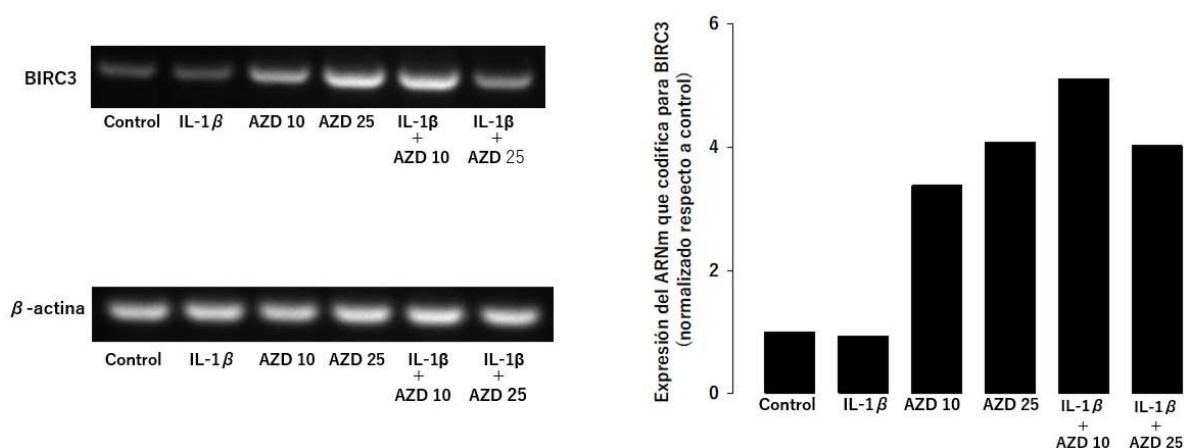 BIRC3
Control IL-1β AZD 10 AZD 25 IL-1β IL-1β
+ +
AZD 10 AZD 25
β-actina
Control IL-1β AZD 10 AZD 25 IL-1β IL-1β
+ +
AZD 10 AZD 25
Expresión del ARNm que codifica para BIRC3
(normalizado respecto a control)
6
4
2
0
Control IL-1β AZD 10 AZD 25 IL-1β IL-1β
+ +
AZD 10 AZD 25